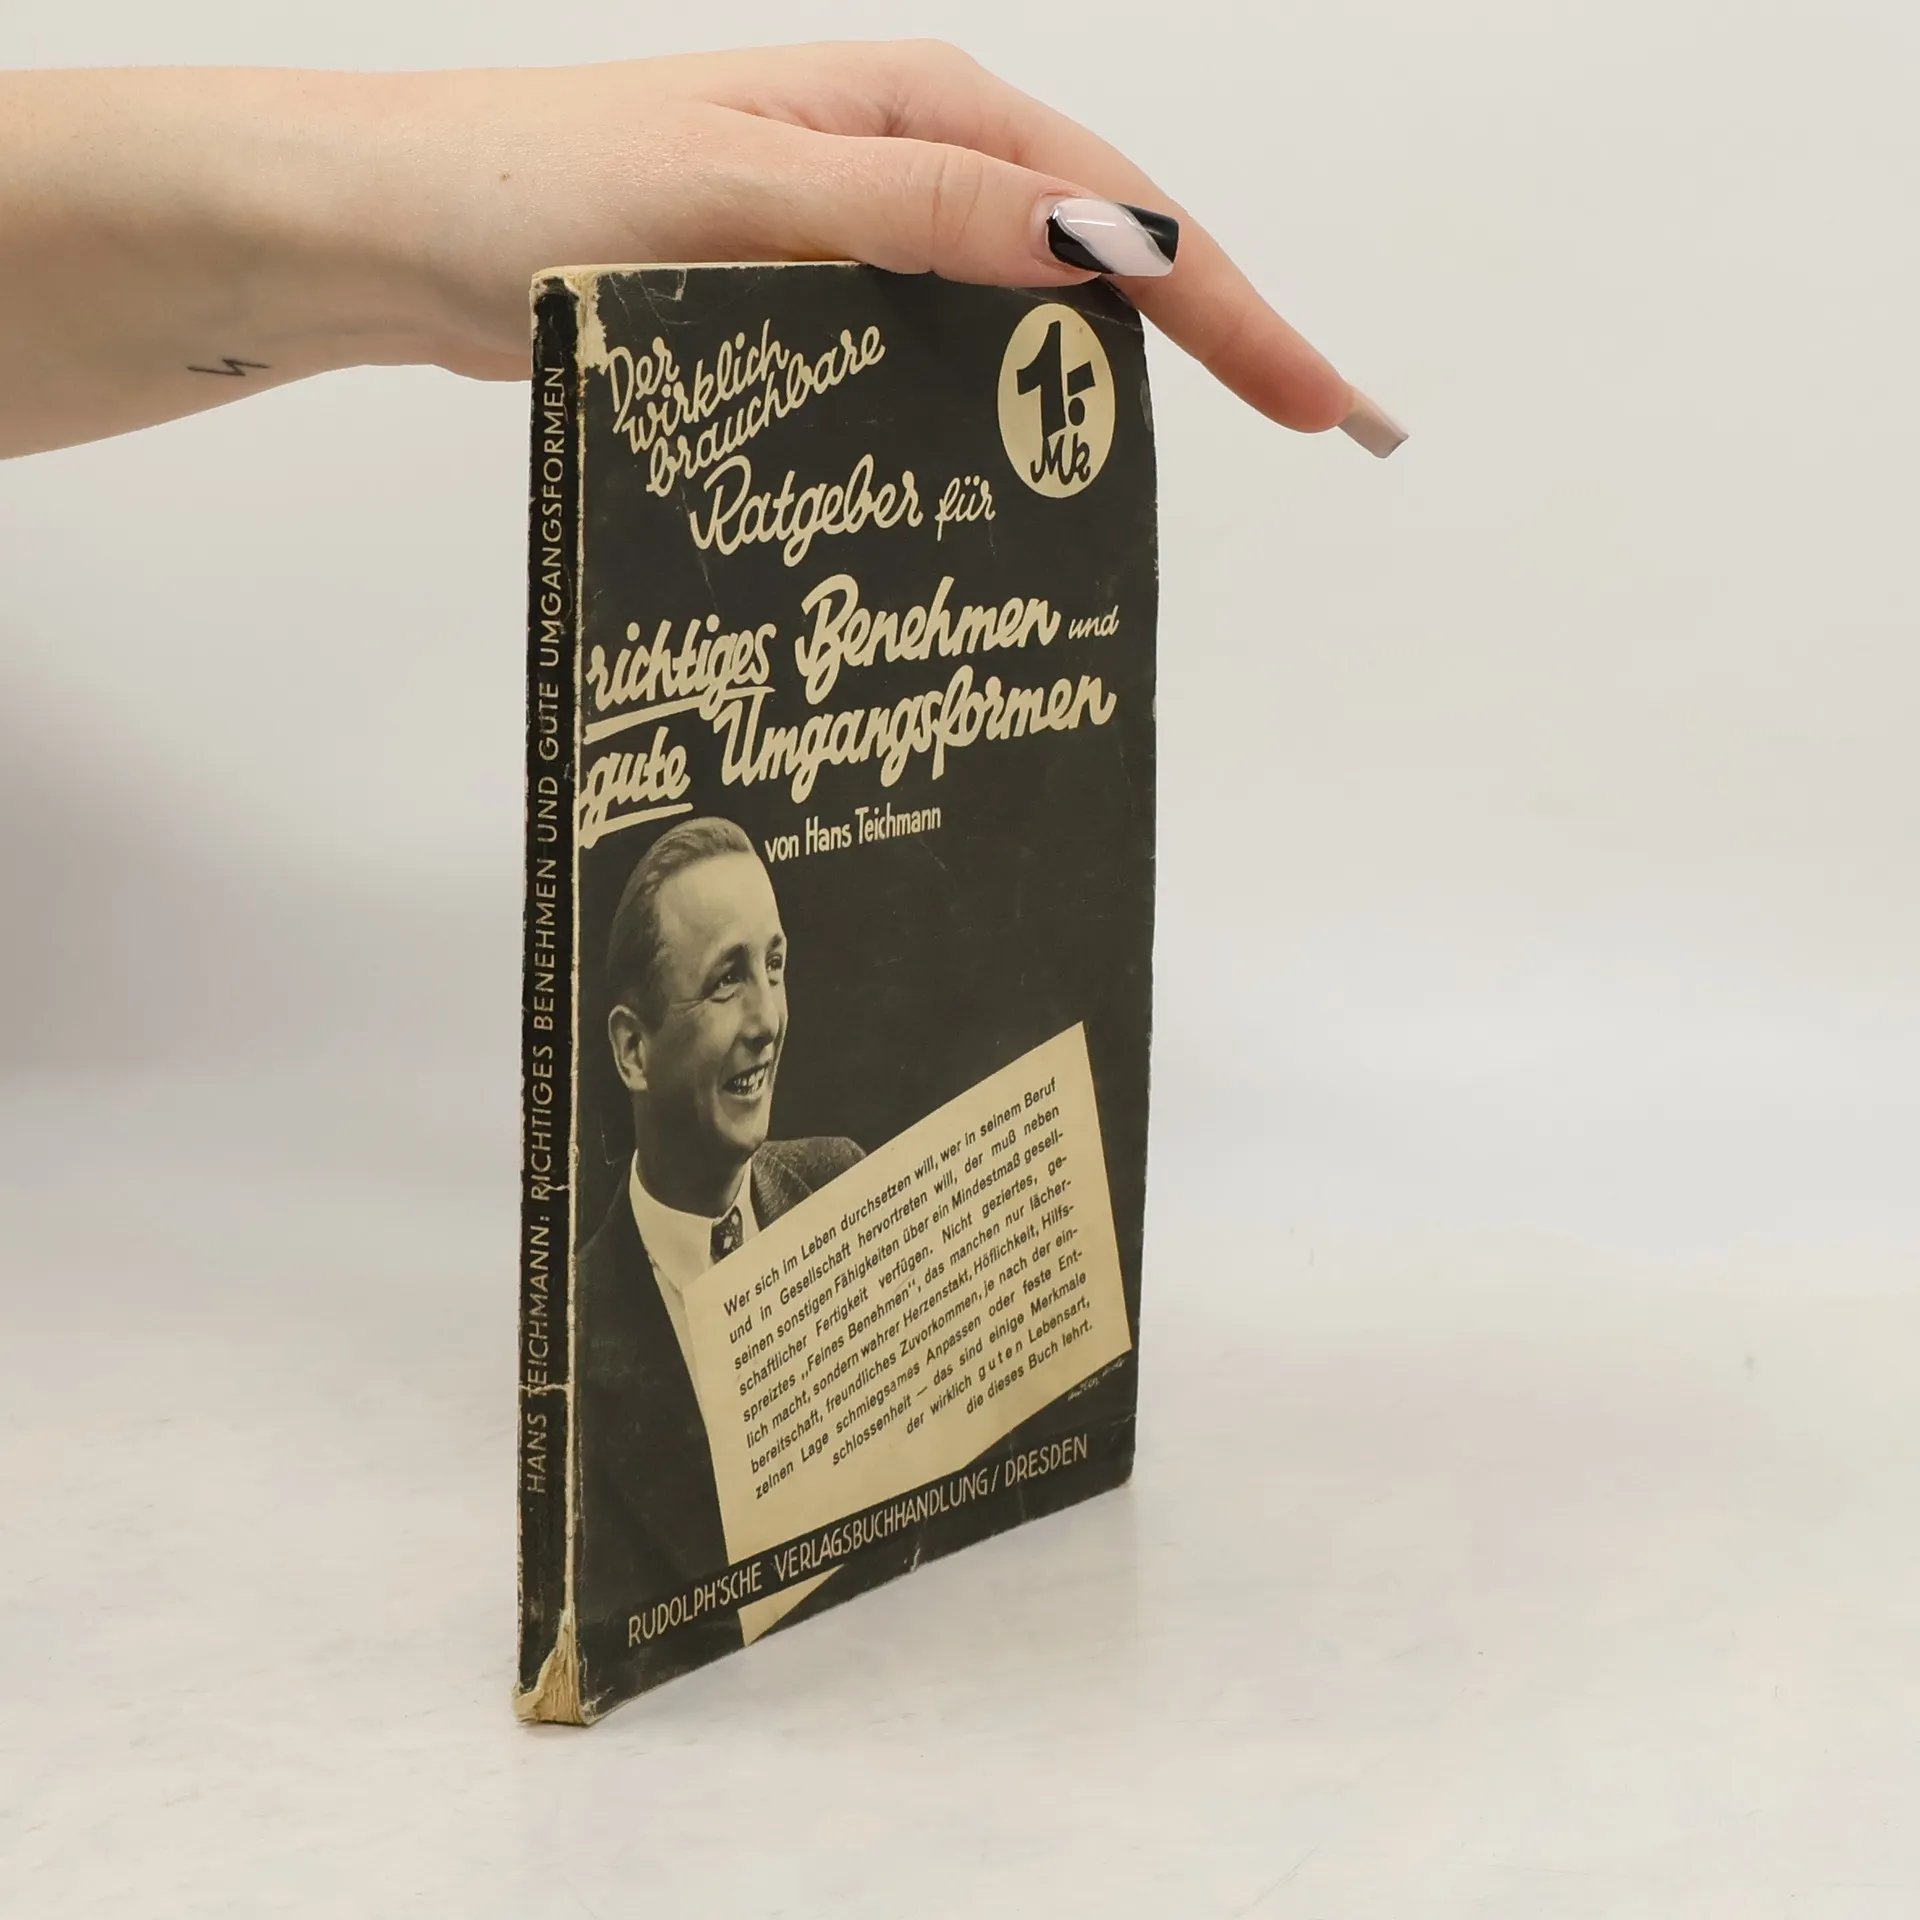 HANS TEICHMANN: RICHTIGES BENEHMEN UND GUTE UMGANGSFORMEN
Der
wirklich
brauchbare
Ratgeber für
1.-
Mk
richtiges Benehmen und
gute Umgangsformen
von Hans Teichmann
Wer sich im Leben durchsetzen will, wer in seinem Beruf
und in Gesellschaft hervortreten will, der muß neben
seinen sonstigen Fähigkeiten über ein Mindestmaß gesell-
schaftlicher Fertigkeit verfügen. Nicht geziertes, ge-
spreiztes „Feines Benehmen“, das manchen nur lächer-
lich macht, sondern wahrer Herzenstakt, Höflichkeit, Hilfs-
bereitschaft, freundliches Zuvorkommen, je nach der ein-
zelnen Lage schmiegsames Anpassen oder feste Ent-
schlossenheit — das sind einige Merkmale
der wirklich guten Lebensart,
die dieses Buch lehrt.
RUDOLPH'SCHE VERLAGSBUCHHANDLUNG / DRESDEN